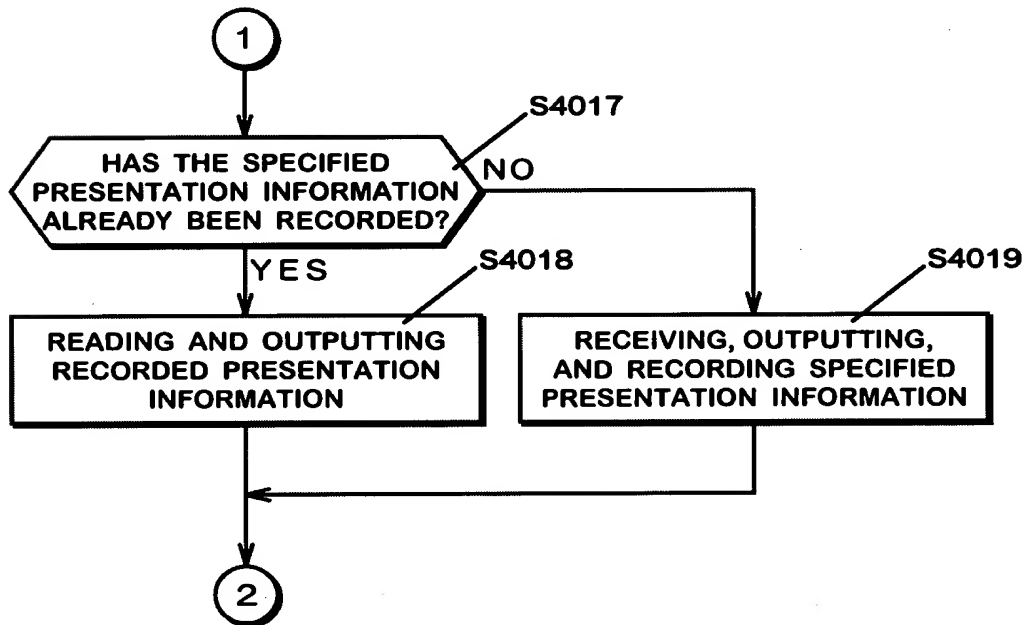 1
S4017
HAS THE SPECIFIED
PRESENTATION INFORMATION
ALREADY BEEN RECORDED?
NO
YES
S4018
READING AND OUTPUTTING
RECORDED PRESENTATION
INFORMATION
S4019
RECEIVING, OUTPUTTING,
AND RECORDING SPECIFIED
PRESENTATION INFORMATION
2